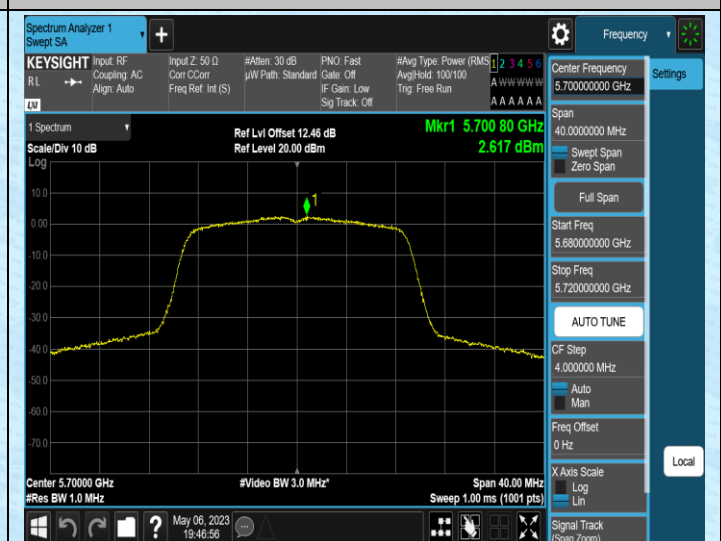 Spectrum Analyzer 1
Swept SA
+
Frequency
KEYSIGHT
RL
LXI
Input: RF
Coupling: AC
Align: Auto
Input Z: 50 Ω
Corr CCorr
Freq Ref: Int (S)
#Atten: 30 dB
µW Path: Standard
PNO: Fast
Gate: Off
IF Gain: Low
Sig Track: Off
#Avg Type: Power (RMS
Avg|Hold: 100/100
Trig: Free Run
1 2 3 4 5 6
A W W W W W
A A A A A A
1 Spectrum
Scale/Div 10 dB
Log
Ref Lvl Offset 12.46 dB
Ref Level 20.00 dBm
Mkr1 5.700 80 GHz
2.617 dBm
1
10.0
0.00
-10.0
-20.0
-30.0
-40.0
-50.0
-60.0
-70.0
Center 5.70000 GHz
#Res BW 1.0 MHz
#Video BW 3.0 MHz*
Span 40.00 MHz
Sweep 1.00 ms (1001 pts)
Center Frequency
5.700000000 GHz
Settings
Span
40.0000000 MHz
Swept Span
Zero Span
Full Span
Start Freq
5.680000000 GHz
Stop Freq
5.720000000 GHz
AUTO TUNE
CF Step
4.000000 MHz
Auto
Man
Freq Offset
0 Hz
X Axis Scale
Log
Lin
Local
Signal Track
(Span Zoom)
?
May 06, 2023
19:46:56